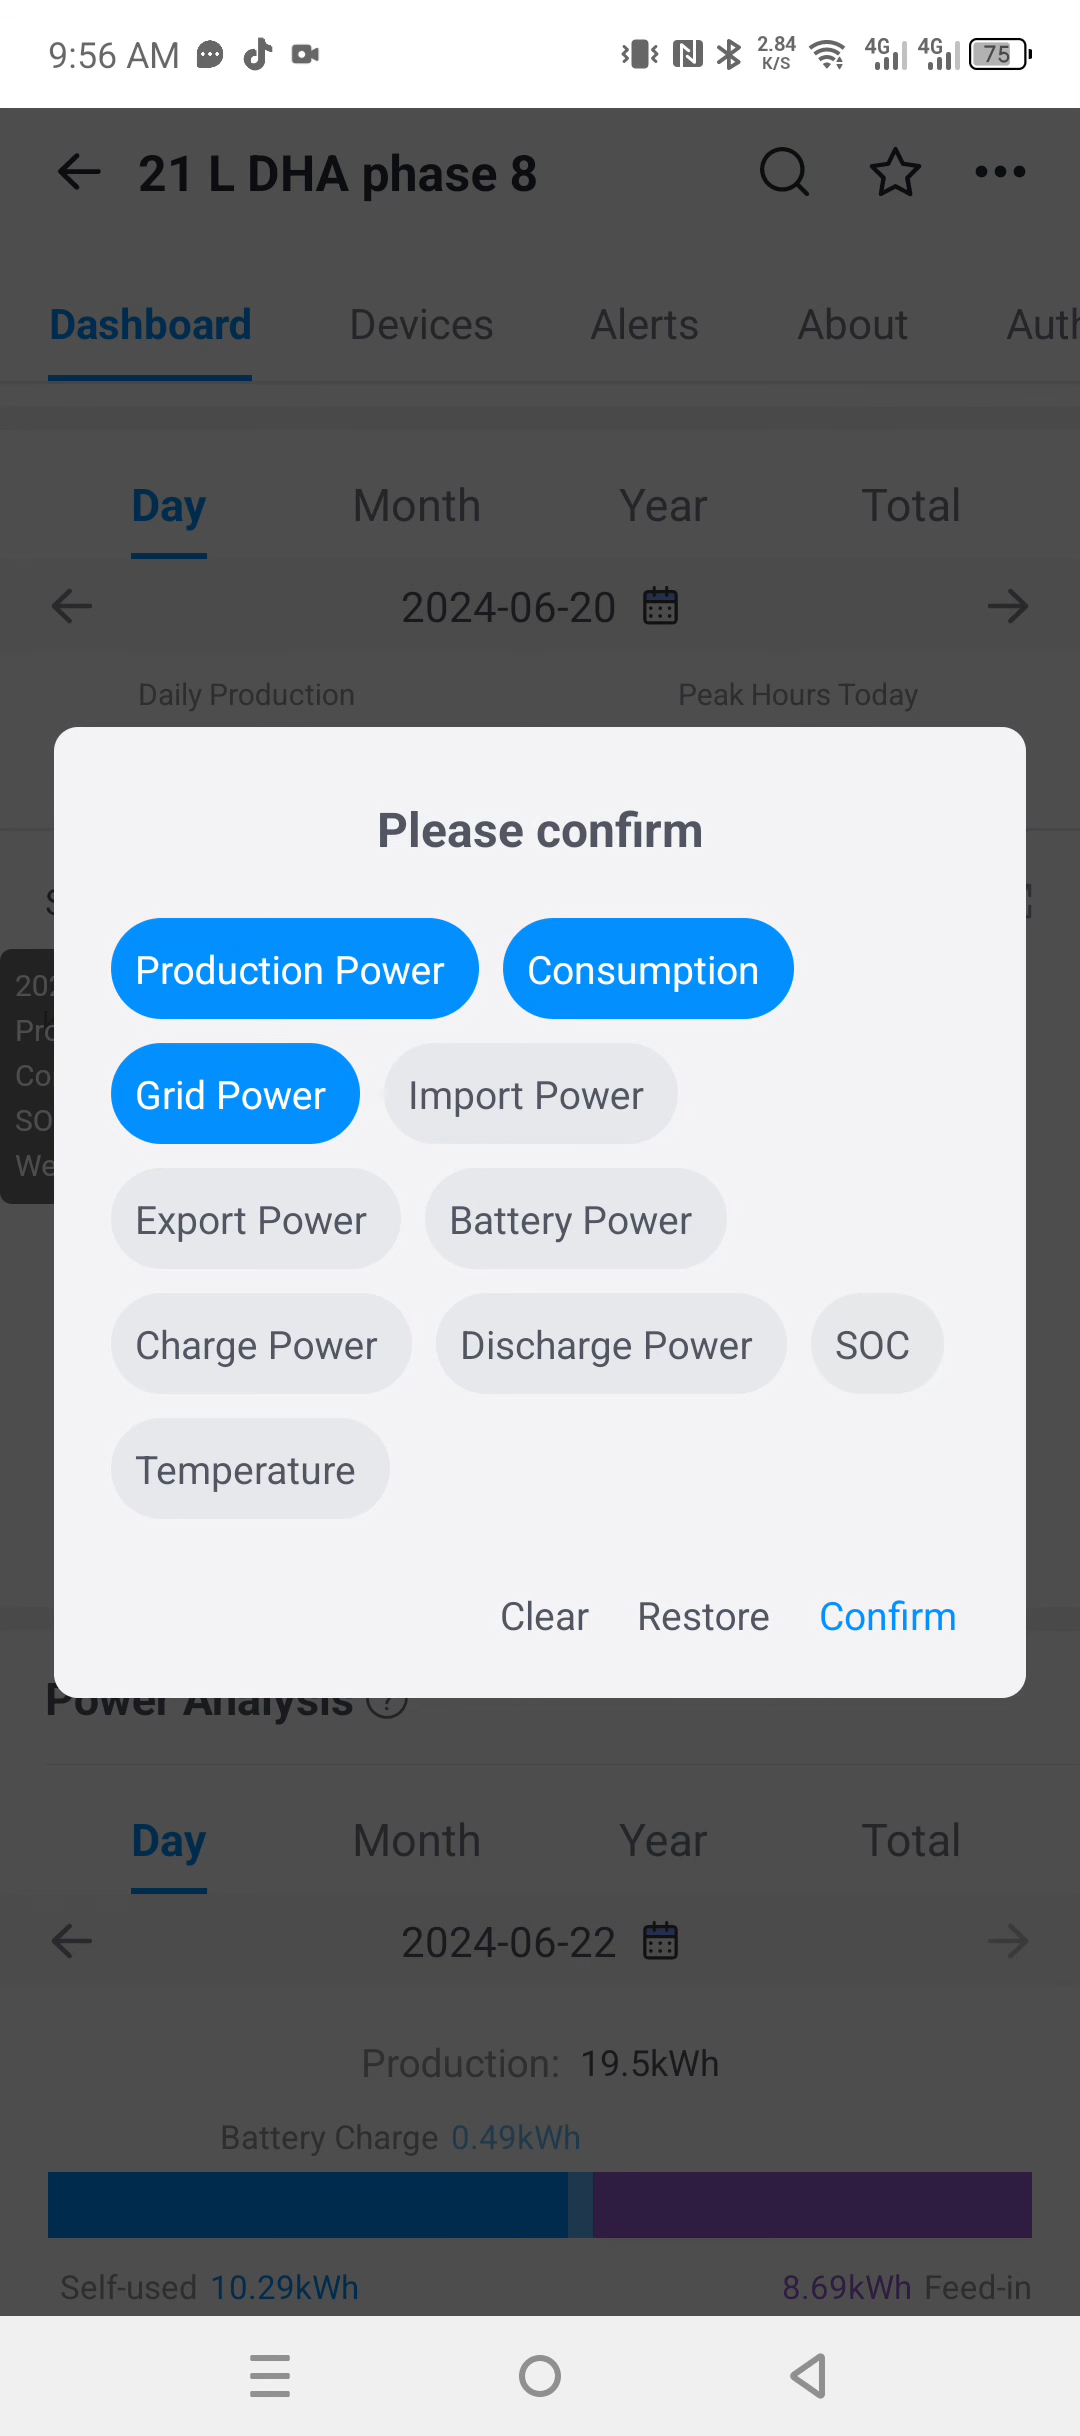 9:56 AM 2.84 K/S 4G 4G 75
21 L DHA phase 8
Dashboard Devices Alerts About
Day Month Year Total
2024-06-20
Daily Production Peak Hours Today
Please confirm
Production Power Consumption
Grid Power Import Power
Export Power Battery Power
Charge Power Discharge Power SOC
Temperature
Clear Restore Confirm
Power Analysis ?
Day Month Year Total
2024-06-22
Production: 19.5kWh
Battery Charge 0.49kWh
Self-used 10.29kWh 8.69kWh Feed-in